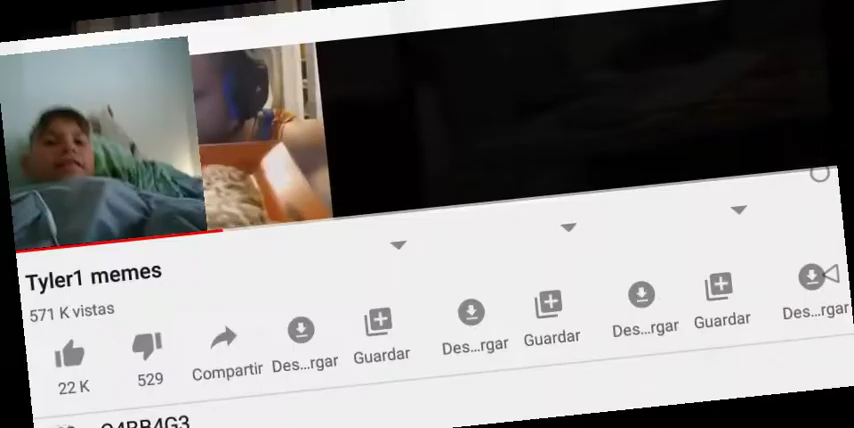 Tyler1 memes
571 K vistas
22 K 529 Compartir Des...rgar Guardar Des...rgar Guardar Des...rgar Guardar Des...rgar